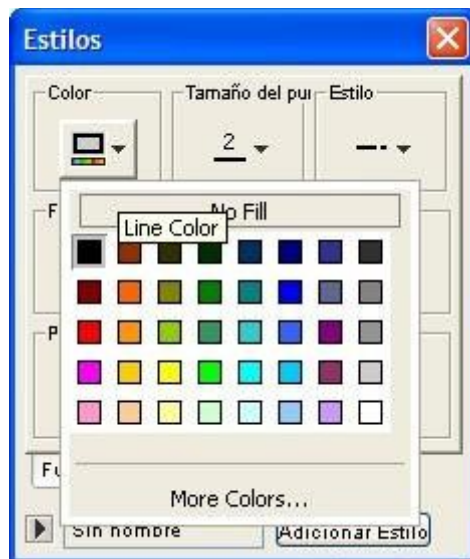 Estilos
Color
Tamaño del pu
Estilo
2
F
No Fill
Line Color
P
Fu
More Colors...
Sin nombre
Adicionar Estilo